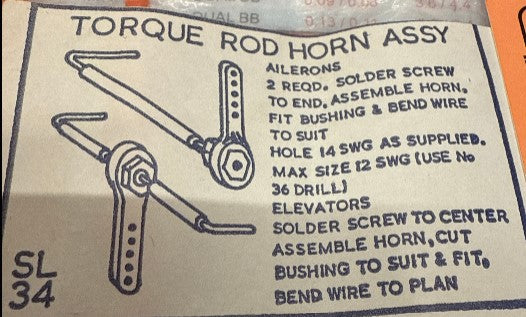 DUAL BB
TORQUE ROD HORN ASSY
AILERONS
2 REQD. SOLDER SCREW
TO END. ASSEMBLE HORN,
FIT BUSHING & BEND WIRE
TO SUIT
HOLE 14 SWG AS SUPPLIED.
MAX SIZE 12 SWG (USE No
36 DRILL)
ELEVATORS
SOLDER SCREW TO CENTER
ASSEMBLE HORN, CUT
BUSHING TO SUIT & FIT.
BEND WIRE TO PLAN
SL
34